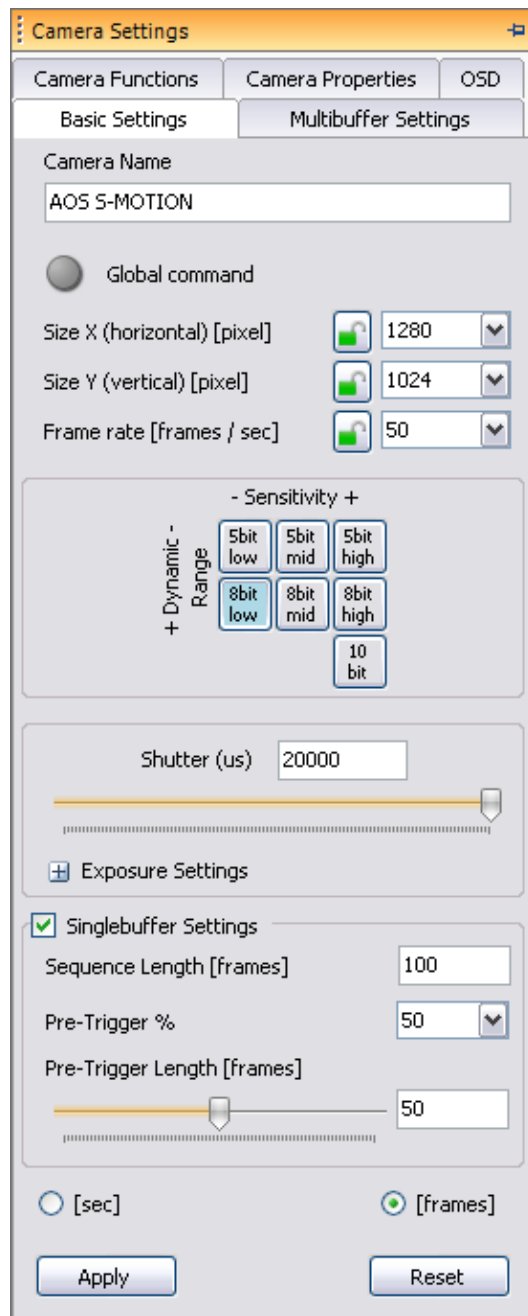 Camera Settings
Camera Functions
Camera Properties
OSD
Basic Settings
Multibuffer Settings
Camera Name
AOS S-MOTION
Global command
Size X (horizontal) [pixel]
1280
Size Y (vertical) [pixel]
1024
Frame rate [frames / sec]
50
- Sensitivity +
+ Dynamic -
Range
5bit
low
5bit
mid
5bit
high
8bit
low
8bit
mid
8bit
high
10
bit
Shutter (us)
20000
Exposure Settings
Singlebuffer Settings
Sequence Length [frames]
100
Pre-Trigger %
50
Pre-Trigger Length [frames]
50
[sec]
[frames]
Apply
Reset